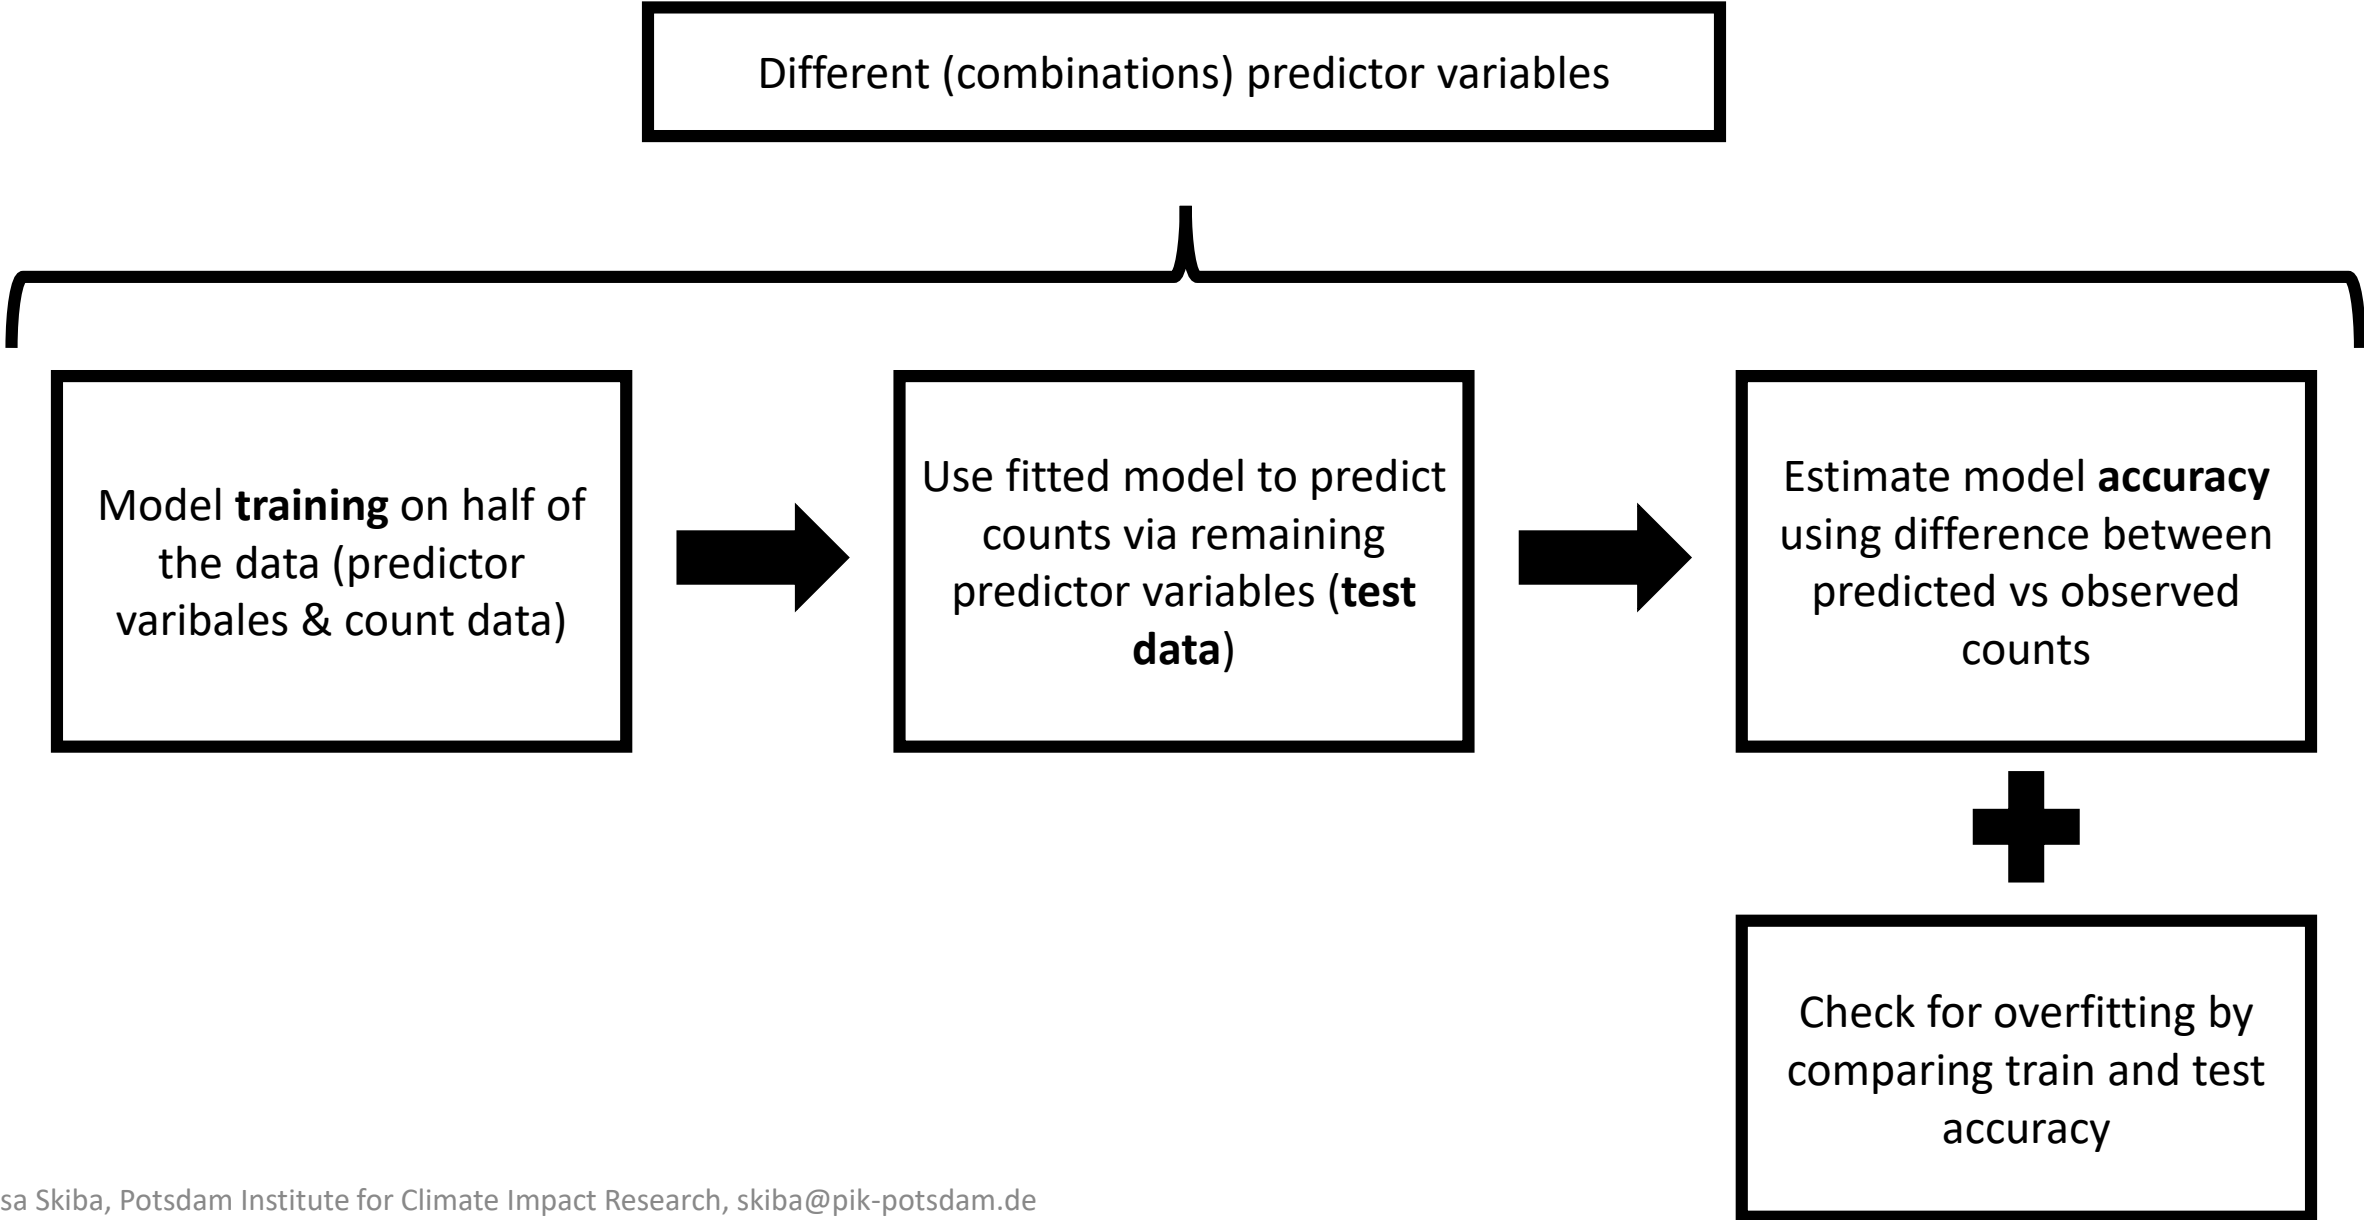 Different (combinations) predictor variables
Model training on half of
the data (predictor
varibales & count data)
Use fitted model to predict
counts via remaining
predictor variables (test
data)
Estimate model accuracy
using difference between
predicted vs observed
counts
Check for overfitting by
comparing train and test
accuracy
sa Skiba, Potsdam Institute for Climate Impact Research, skiba@pik-potsdam.de